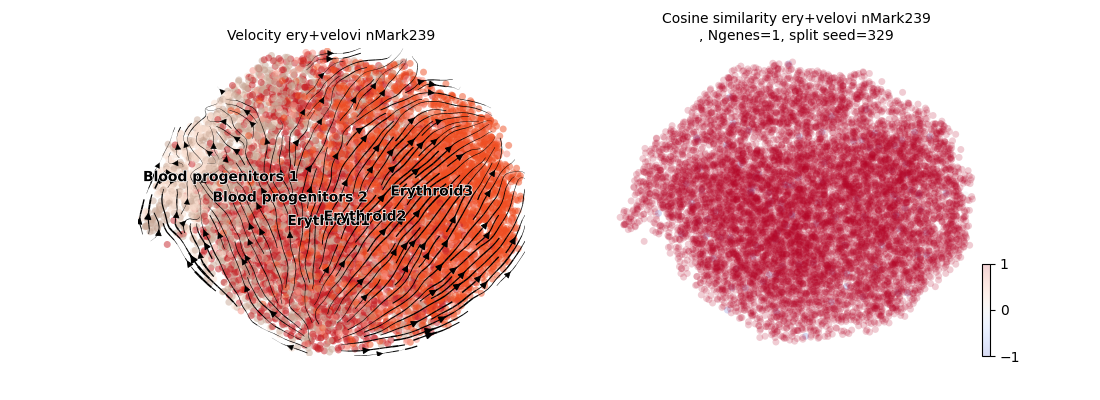 Velocity ery+velovi nMark239
Cosine similarity ery+velovi nMark239
, Ngenes=1, split seed=329
Blood progenitors 1
Blood progenitors 2
Erythroid3
Erythroid2
Erythroid1
1
0
−1